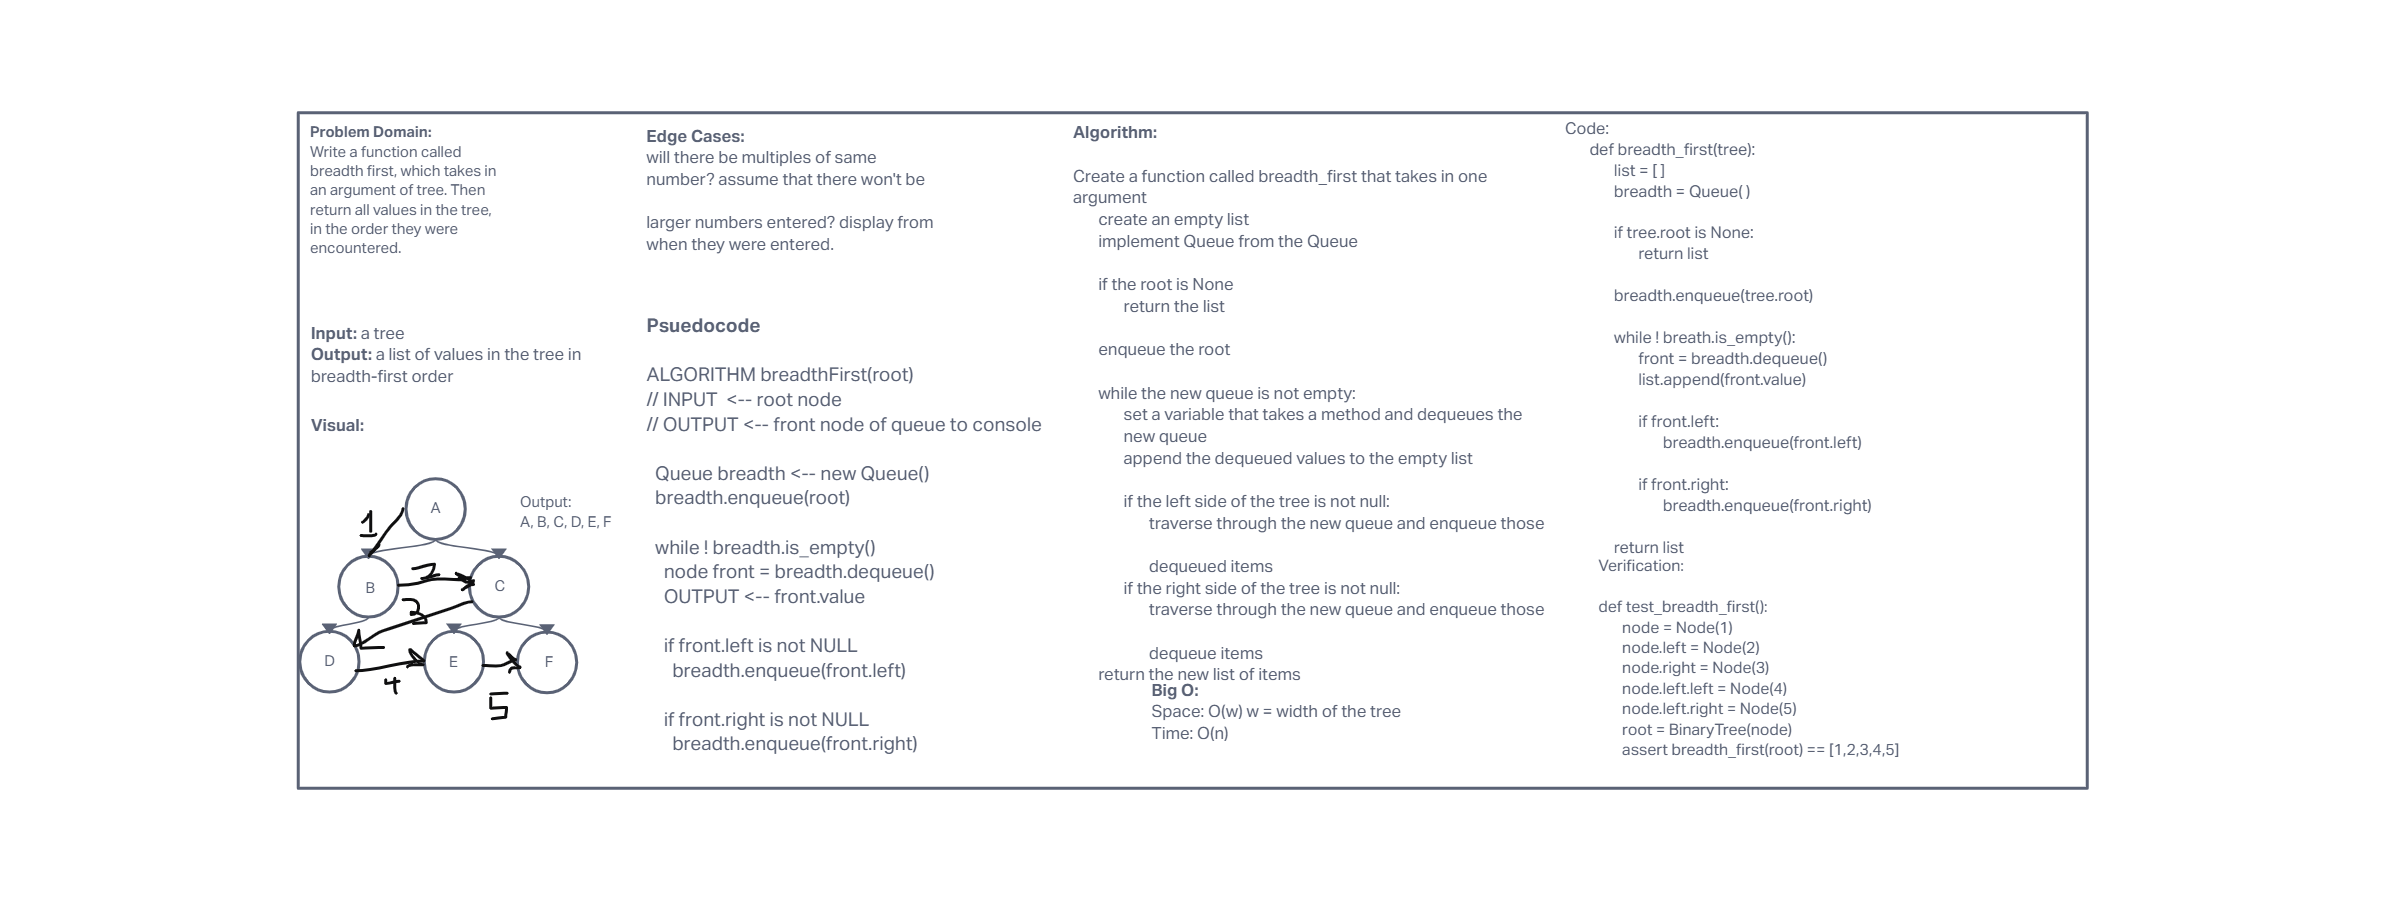 Problem Domain:
Write a function called
breadth first, which takes in
an argument of tree. Then
return all values in the tree,
in the order they were
encountered.
Input: a tree
Output: a list of values in the tree in
breadth-first order
Visual:
A
Output:
A, B, C, D, E, F
1
B
2
C
3
D
E
F
4
5
Edge Cases:
will there be multiples of same
number? assume that there won't be
larger numbers entered? display from
when they were entered.
Psuedocode
ALGORITHM breadthFirst(root)
// INPUT <-- root node
// OUTPUT <-- front node of queue to console
Queue breadth <-- new Queue()
breadth.enqueue(root)
while ! breadth.is_empty()
node front = breadth.dequeue()
OUTPUT <-- front.value
if front.left is not NULL
breadth.enqueue(front.left)
if front.right is not NULL
breadth.enqueue(front.right)
Algorithm:
Create a function called breadth_first that takes in one
argument
create an empty list
implement Queue from the Queue
if the root is None
return the list
enqueue the root
while the new queue is not empty:
set a variable that takes a method and dequeues the
new queue
append the dequeued values to the empty list
if the left side of the tree is not null:
traverse through the new queue and enqueue those
dequeued items
if the right side of the tree is not null:
traverse through the new queue and enqueue those
dequeue items
return the new list of items
Big O:
Space: O(w) w = width of the tree
Time: O(n)
Code:
def breadth_first(tree):
list = [ ]
breadth = Queue( )
if tree.root is None:
return list
breadth.enqueue(tree.root)
while ! breath.is_empty():
front = breadth.dequeue()
list.append(front.value)
if front.left:
breadth.enqueue(front.left)
if front.right:
breadth.enqueue(front.right)
return list
Verification:
def test_breadth_first():
node = Node(1)
node.left = Node(2)
node.right = Node(3)
node.left.left = Node(4)
node.left.right = Node(5)
root = BinaryTree(node)
assert breadth_first(root) == [1,2,3,4,5]